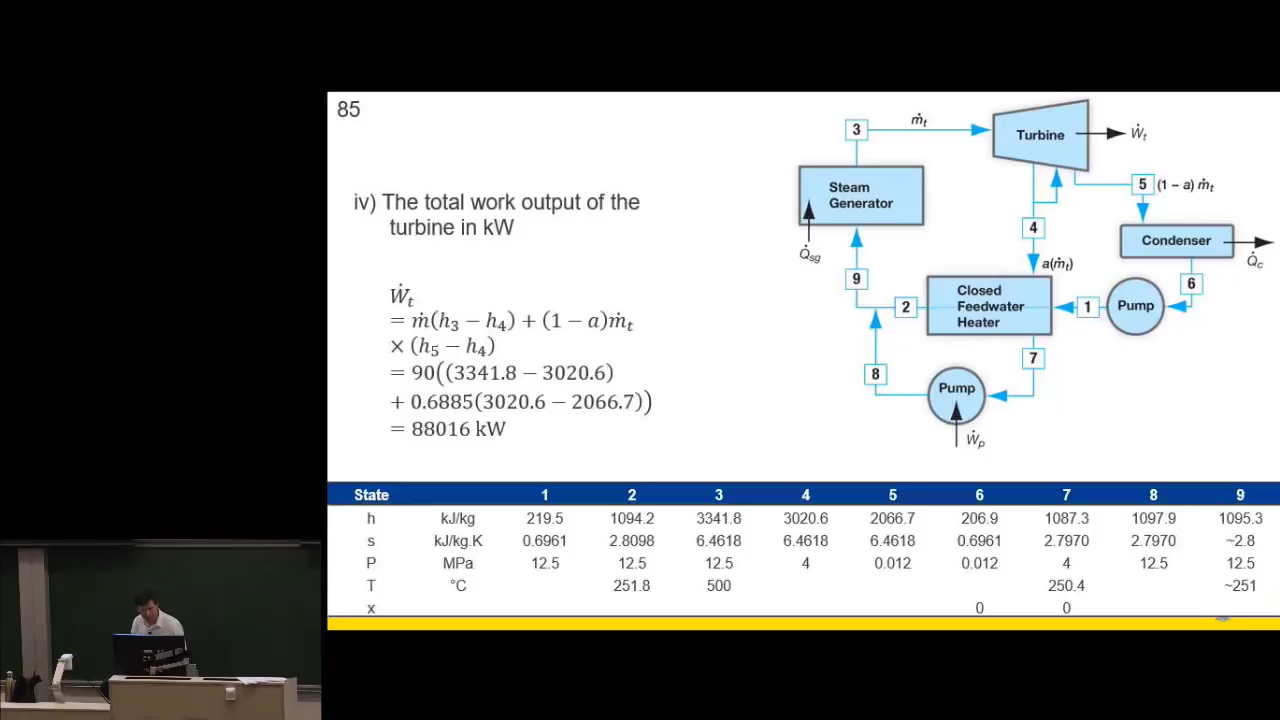 85
iv) The total work output of the
turbine in kW
Ẇt
= ṁ(h3 − h4) + (1 − a)ṁt
× (h5 − h4)
= 90((3341.8 − 3020.6)
+ 0.6885(3020.6 − 2066.7))
= 88016 kW
3
ṁt
Turbine
Ẇt
Steam
Generator
Q̇sg
5
(1 − a) ṁt
4
Condenser
Q̇c
a(ṁt)
9
6
Closed
Feedwater
Heater
2
1
Pump
7
8
Pump
Ẇp
State 1 2 3 4 5 6 7 8 9
h kJ/kg 219.5 1094.2 3341.8 3020.6 2066.7 206.9 1087.3 1097.9 1095.3
s kJ/kg.K 0.6961 2.8098 6.4618 6.4618 6.4618 0.6961 2.7970 2.7970 ~2.8
P MPa 12.5 12.5 12.5 4 0.012 0.012 4 12.5 12.5
T °C 251.8 500 250.4 ~251
x 0 0